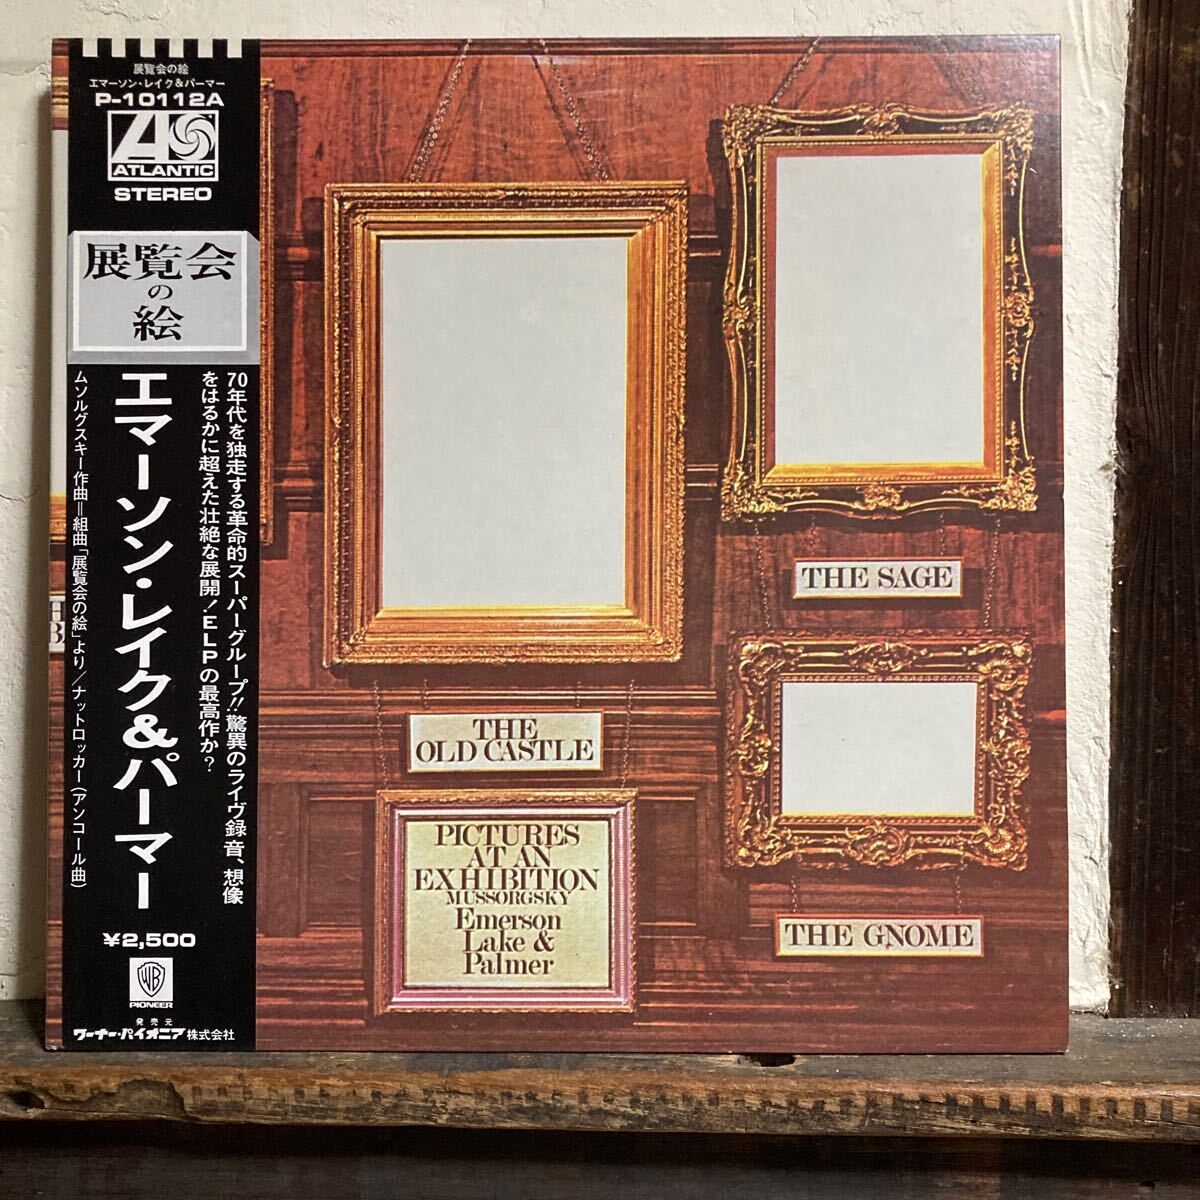 展覧会の絵
エマーソン・レイク&パーマー
P-10112A
ATLANTIC
STEREO
展覧会
の
絵
70年代を独走する革命的スーパーグループ!!驚異のライヴ録音、想像
をはるかに超えた壮絶な展開!ELPの最高作か?
エマーソン・レイク&パーマー
ムソルグスキー作曲=組曲「展覧会の絵」より/ナットロッカー(アンコール曲)
¥2,500
WB
PIONEER
発売元
ワーナー・パイオニア株式会社
THE SAGE
THE
OLD CASTLE
PICTURES
AT AN
EXHIBITION
MUSSORGSKY
Emerson
Lake &
Palmer
THE GNOME